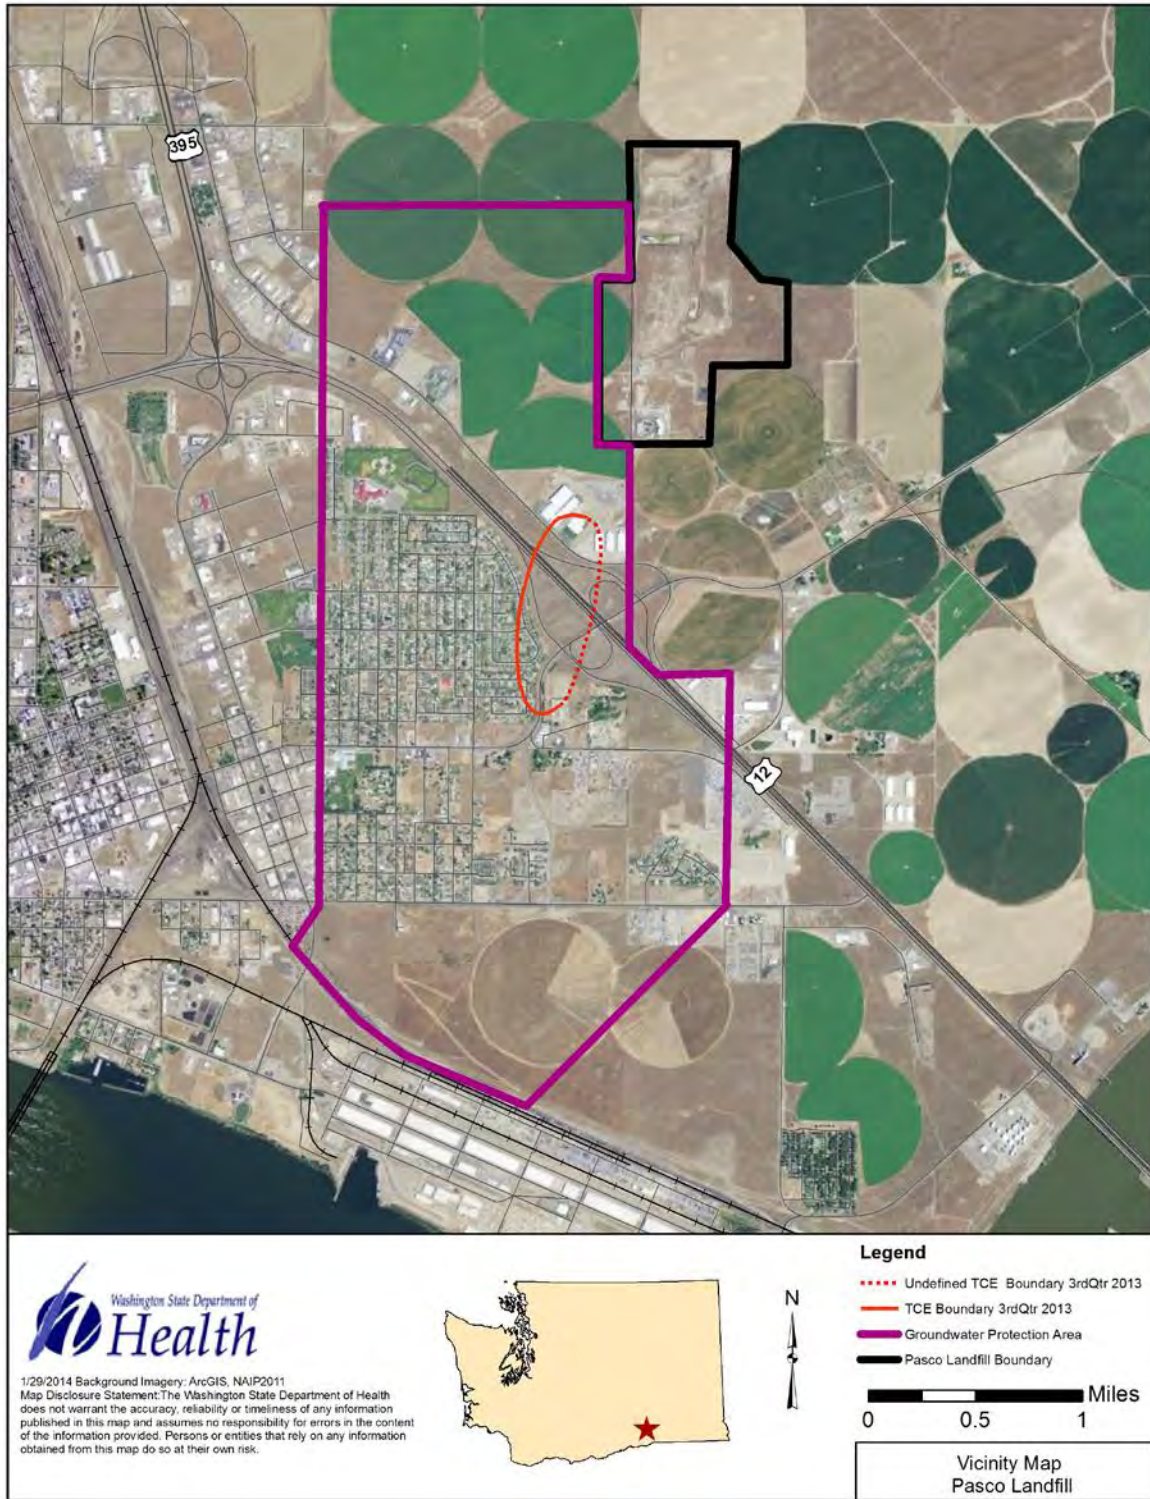 395
12
Washington State Department of
Health
1/29/2014 Background Imagery: ArcGIS, NAIP2011
Map Disclosure Statement:The Washington State Department of Health
does not warrant the accuracy, reliability or timeliness of any information
published in this map and assumes no responsibility for errors in the content
of the information provided. Persons or entities that rely on any information
obtained from this map do so at their own risk.
N
Legend
Undefined TCE Boundary 3rdQtr 2013
TCE Boundary 3rdQtr 2013
Groundwater Protection Area
Pasco Landfill Boundary
Miles
0 0.5 1
Vicinity Map
Pasco Landfill